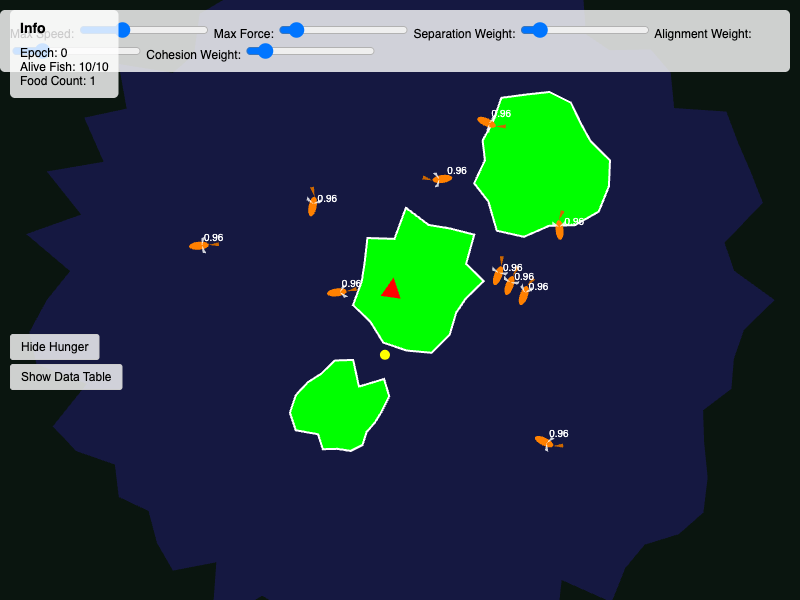 Info
Max Speed: Max Force: Separation Weight: Alignment Weight:
Cohesion Weight:
Epoch: 0
Alive Fish: 10/10
Food Count: 1
0.96
0.96
0.96
0.96
0.96
0.96
0.96
0.96
0.96
0.96
Hide Hunger
Show Data Table